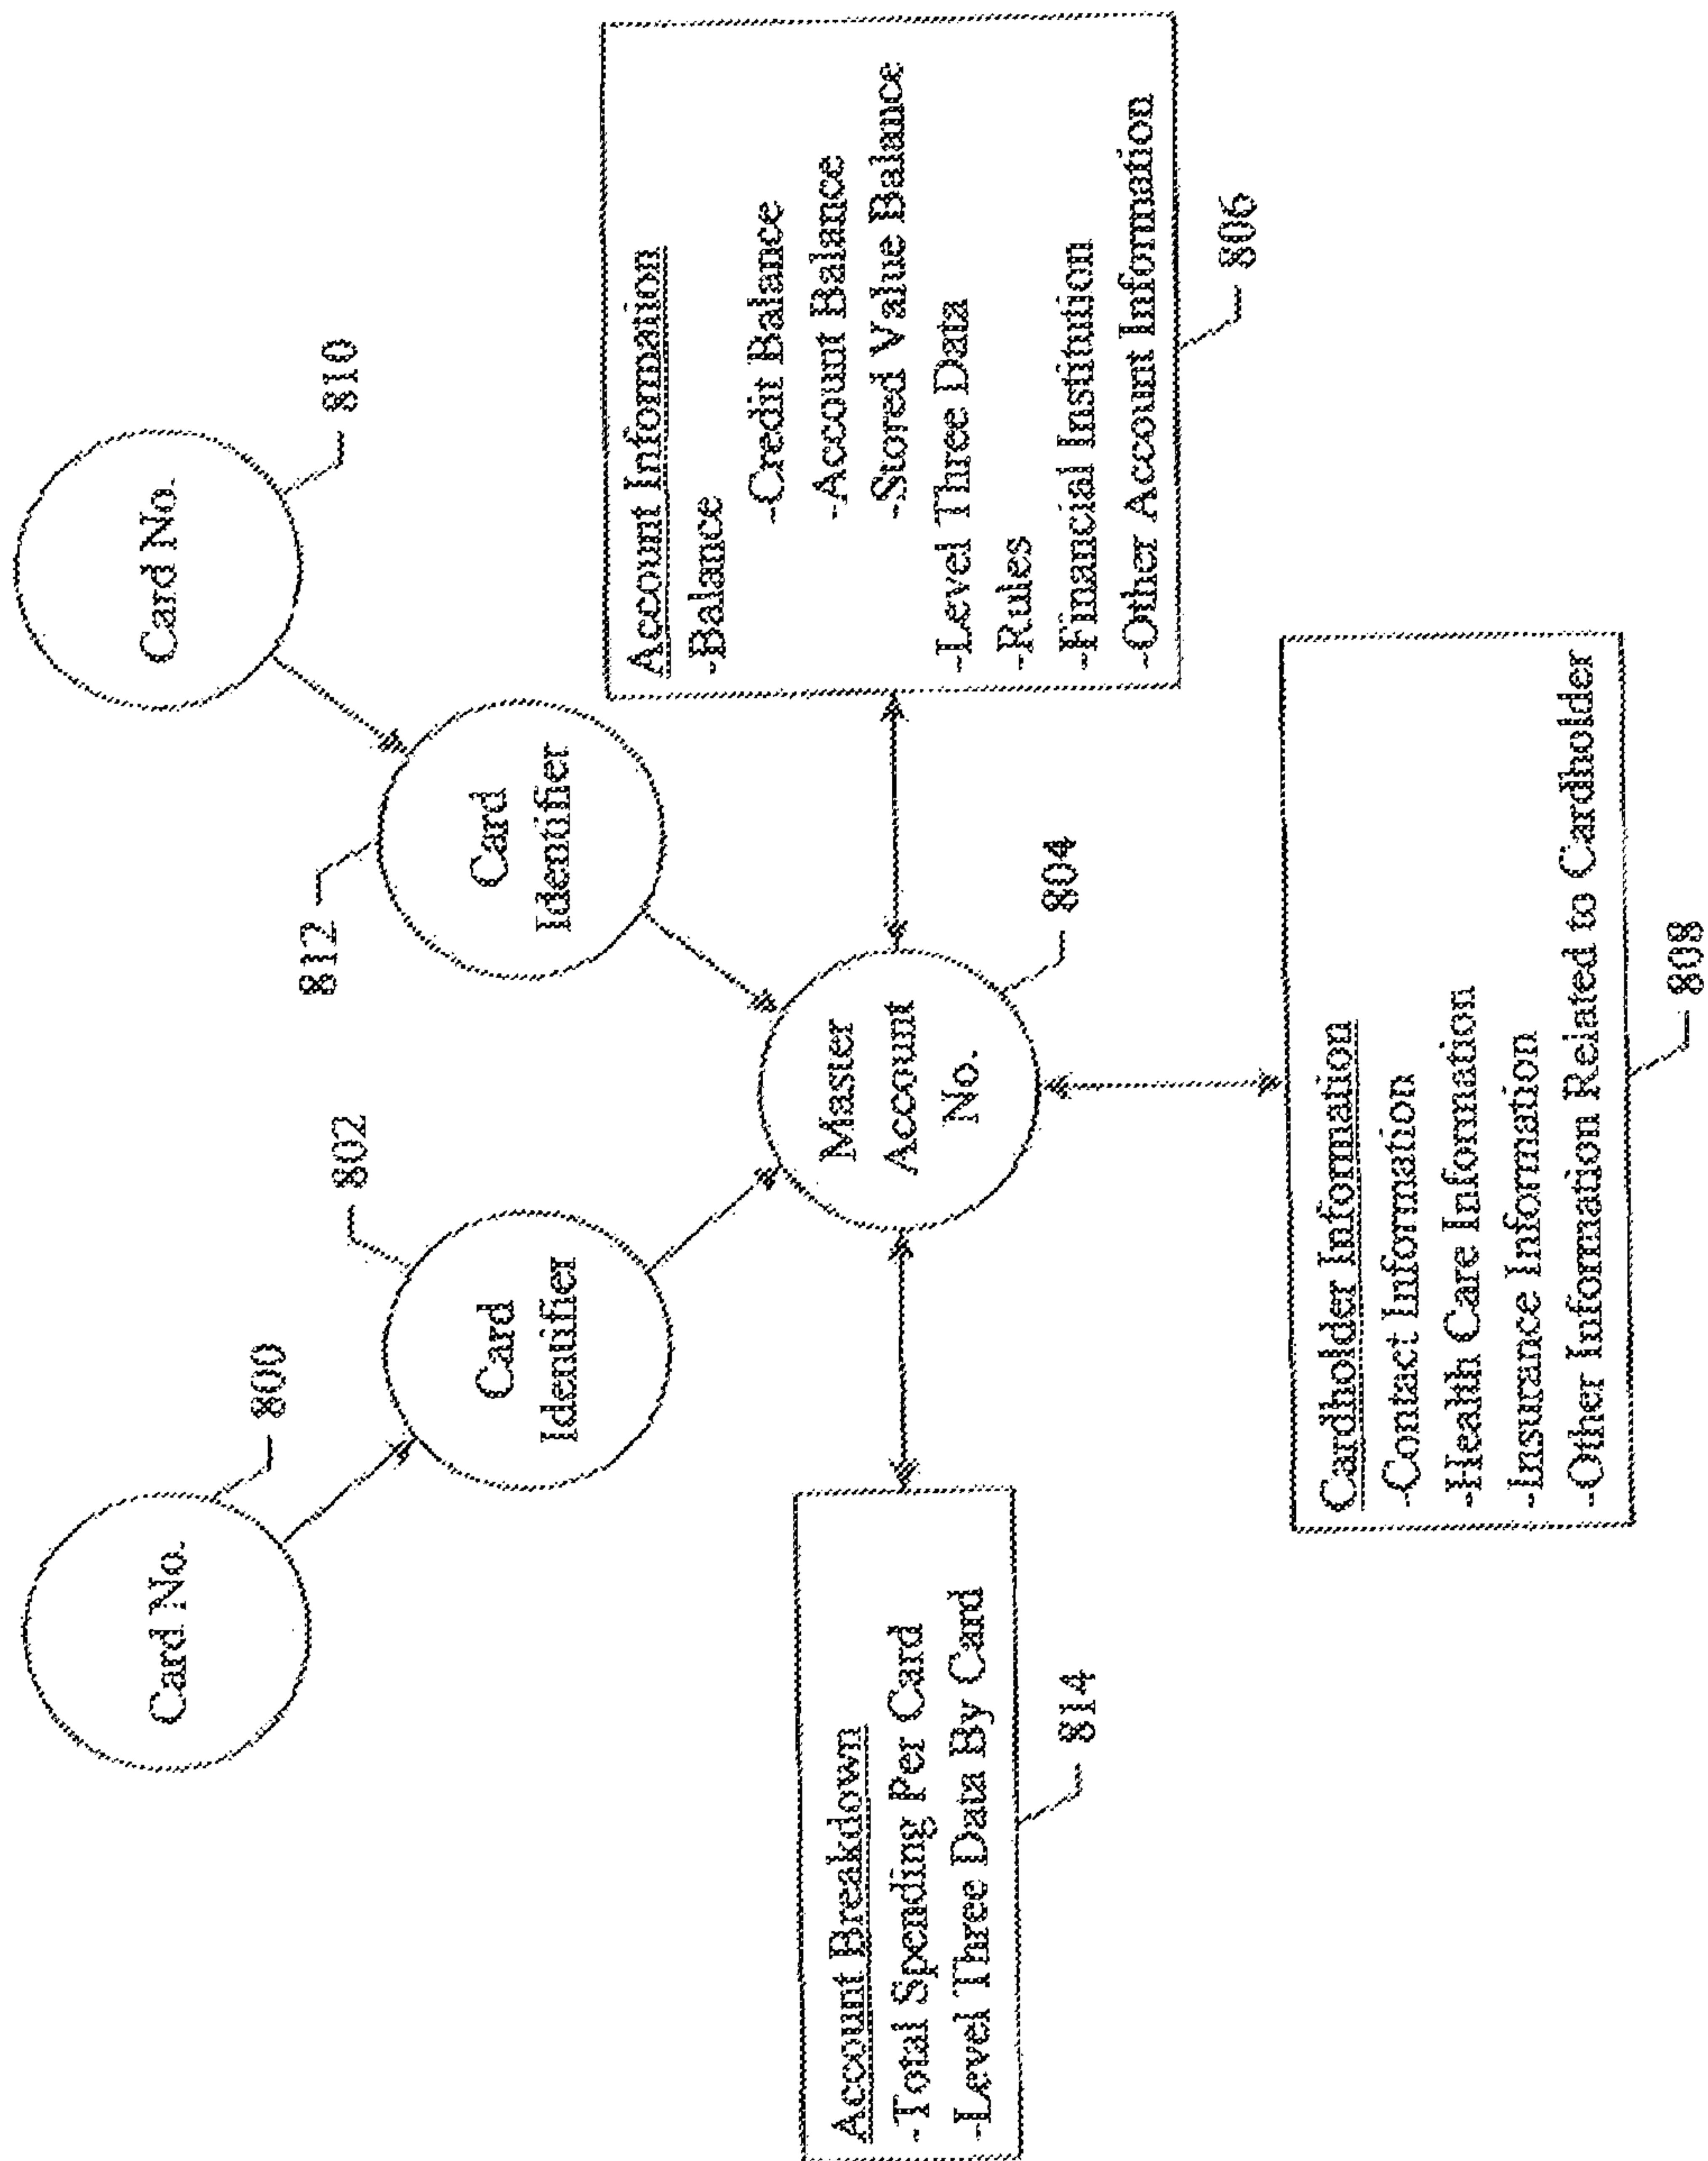 Card No.
800
Card No.
810
Card
Identifier
802
Card
Identifier
812
Master
Account
No.
804
Account Breakdown
-Total Spending Per Card
-Level Three Data By Card
814
Account Information
-Balance
-Credit Balance
-Account Balance
-Stored Value Balance
-Level Three Data
-Rules
-Financial Institution
-Other Account Information
806
Cardholder Information
-Contact Information
-Health Care Information
-Insurance Information
-Other Information Related to Cardholder
808